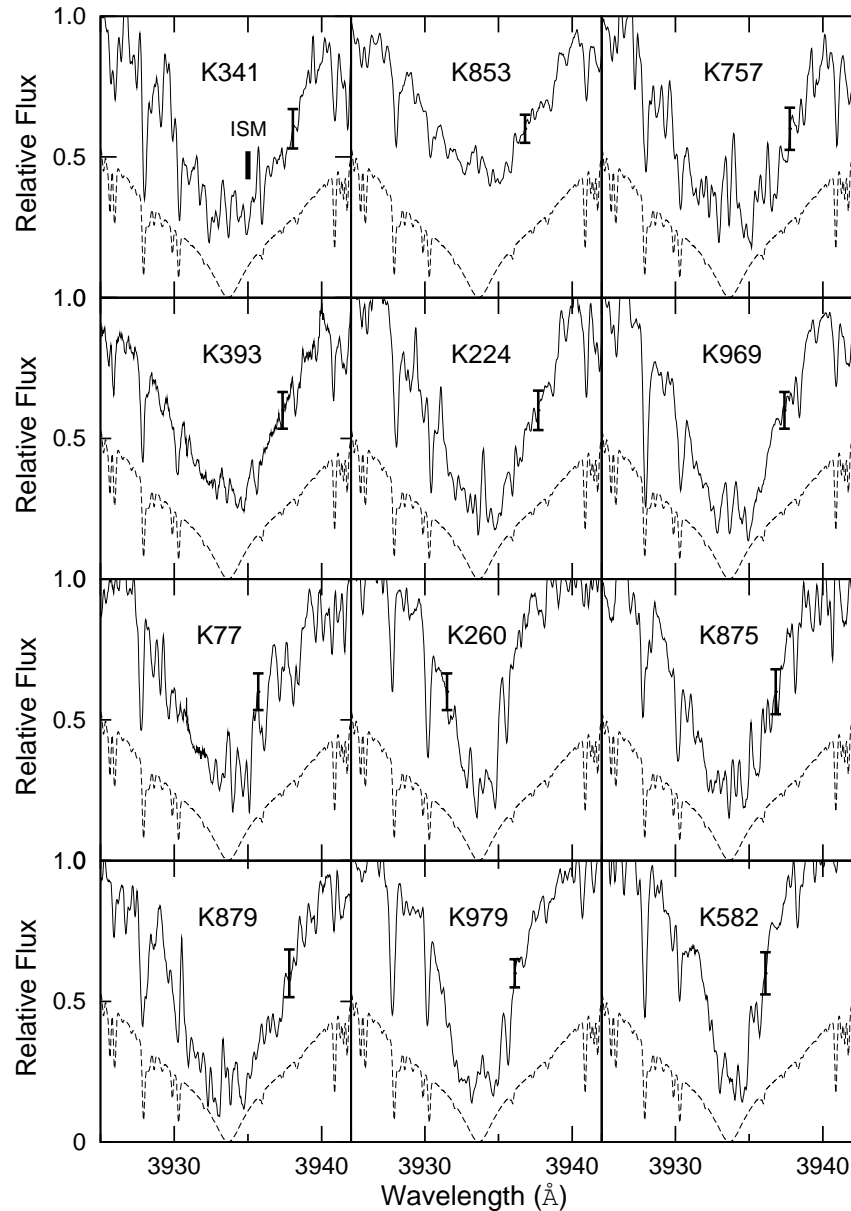 1.0
K341
K853
K757
ISM
0.5
Relative Flux
1.0
K393
K224
K969
0.5
Relative Flux
1.0
K77
K260
K875
0.5
Relative Flux
1.0
K879
K979
K582
0.5
Relative Flux
0
3930
3940
3930
3940
3930
3940
Wavelength (Å)